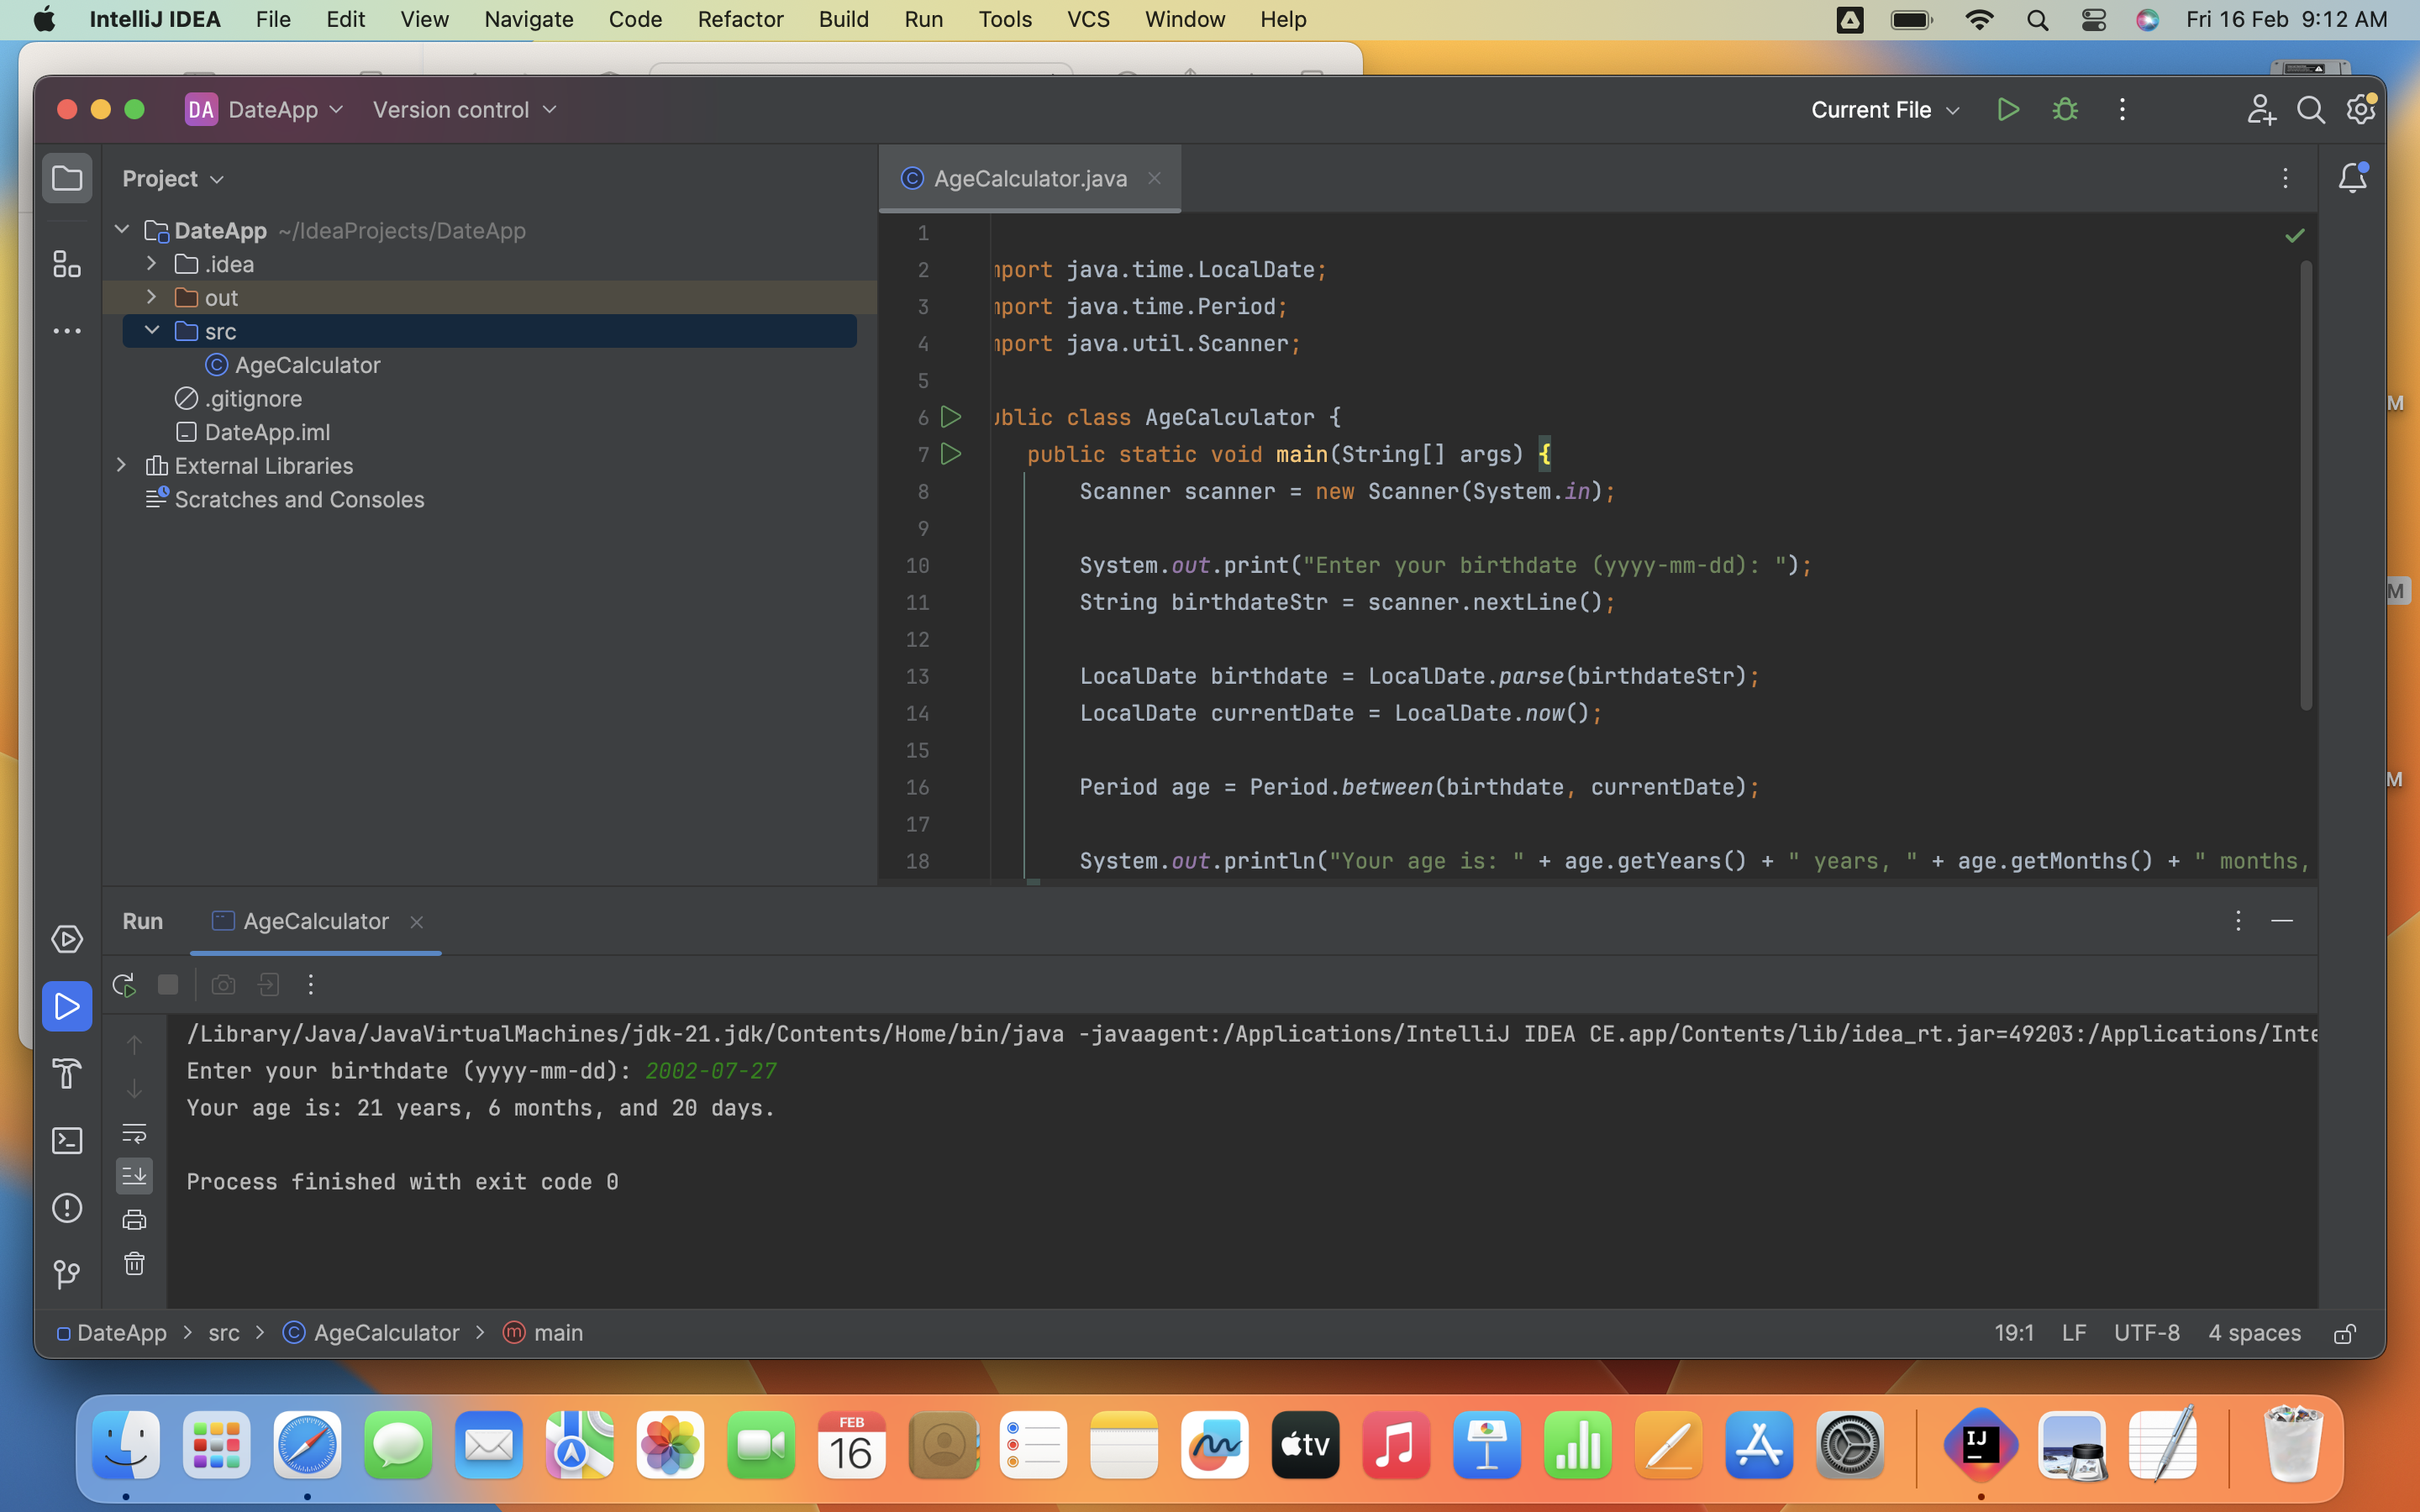 IntelliJ IDEA File Edit View Navigate Code Refactor Build Run Tools VCS Window Help Fri 16 Feb 9:12 AM
DA DateApp Version control Current File
Project
AgeCalculator.java
DateApp ~/IdeaProjects/DateApp
.idea
out
src
AgeCalculator
.gitignore
DateApp.iml
External Libraries
Scratches and Consoles
1
2 mport java.time.LocalDate;
3 mport java.time.Period;
4 mport java.util.Scanner;
5
6 ublic class AgeCalculator {
7 public static void main(String[] args) {
8 Scanner scanner = new Scanner(System.in);
9
10 System.out.print("Enter your birthdate (yyyy-mm-dd): ");
11 String birthdateStr = scanner.nextLine();
12
13 LocalDate birthdate = LocalDate.parse(birthdateStr);
14 LocalDate currentDate = LocalDate.now();
15
16 Period age = Period.between(birthdate, currentDate);
17
18 System.out.println("Your age is: " + age.getYears() + " years, " + age.getMonths() + " months,
M
M
M
Run AgeCalculator
/Library/Java/JavaVirtualMachines/jdk-21.jdk/Contents/Home/bin/java -javaagent:/Applications/IntelliJ IDEA CE.app/Contents/lib/idea_rt.jar=49203:/Applications/Inte
Enter your birthdate (yyyy-mm-dd): 2002-07-27
Your age is: 21 years, 6 months, and 20 days.
Process finished with exit code 0
DateApp src AgeCalculator main 19:1 LF UTF-8 4 spaces
FEB
16
tv
IJ